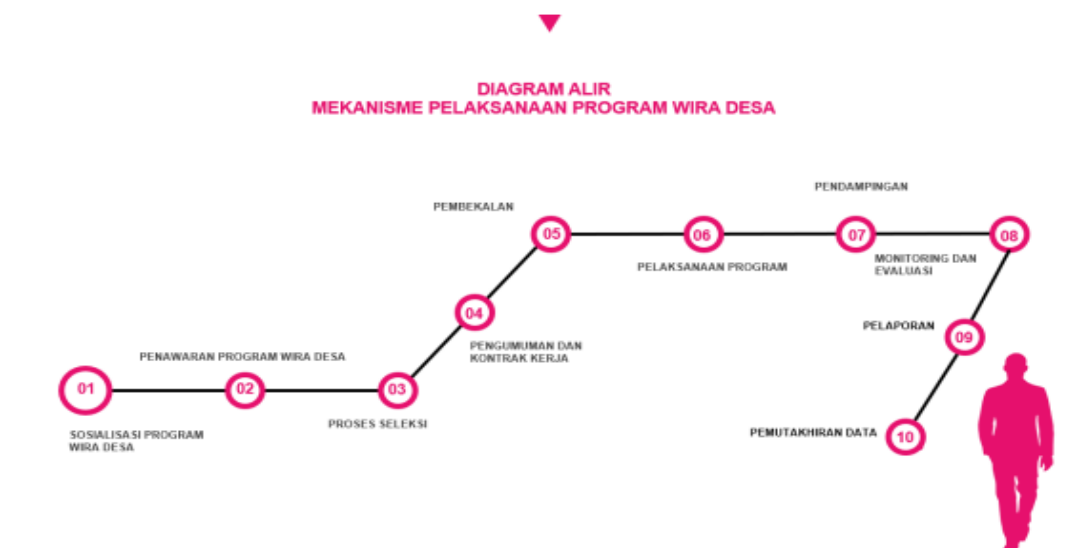 DIAGRAM ALIR
MEKANISME PELAKSANAAN PROGRAM WIRA DESA
01
SOSIALISASI PROGRAM
WIRA DESA
02
PENAWARAN PROGRAM WIRA DESA
03
PROSES SELEKSI
04
PENGUMUMAN DAN
KONTRAK KERJA
05
PEMBEKALAN
06
PELAKSANAAN PROGRAM
07
PENDAMPINGAN
08
MONITORING DAN
EVALUASI
09
PELAPORAN
10
PEMUTAKHIRAN DATA